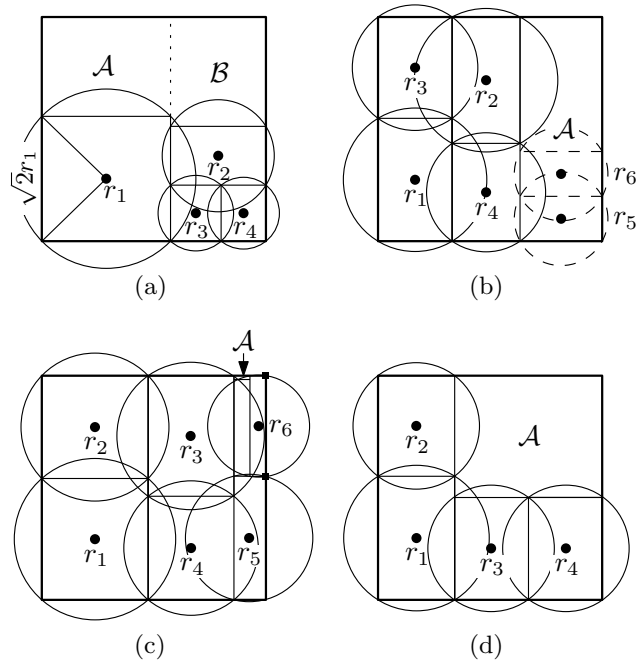 𝒜 ℬ
√2r₁
r₁
r₂
r₃ r₄
(a)
r₃ r₂
𝒜
r₆
r₁ r₄
r₅
(b)
𝒜
r₂ r₃ r₆
r₁ r₄ r₅
(c)
r₂ 𝒜
r₁ r₃ r₄
(d)